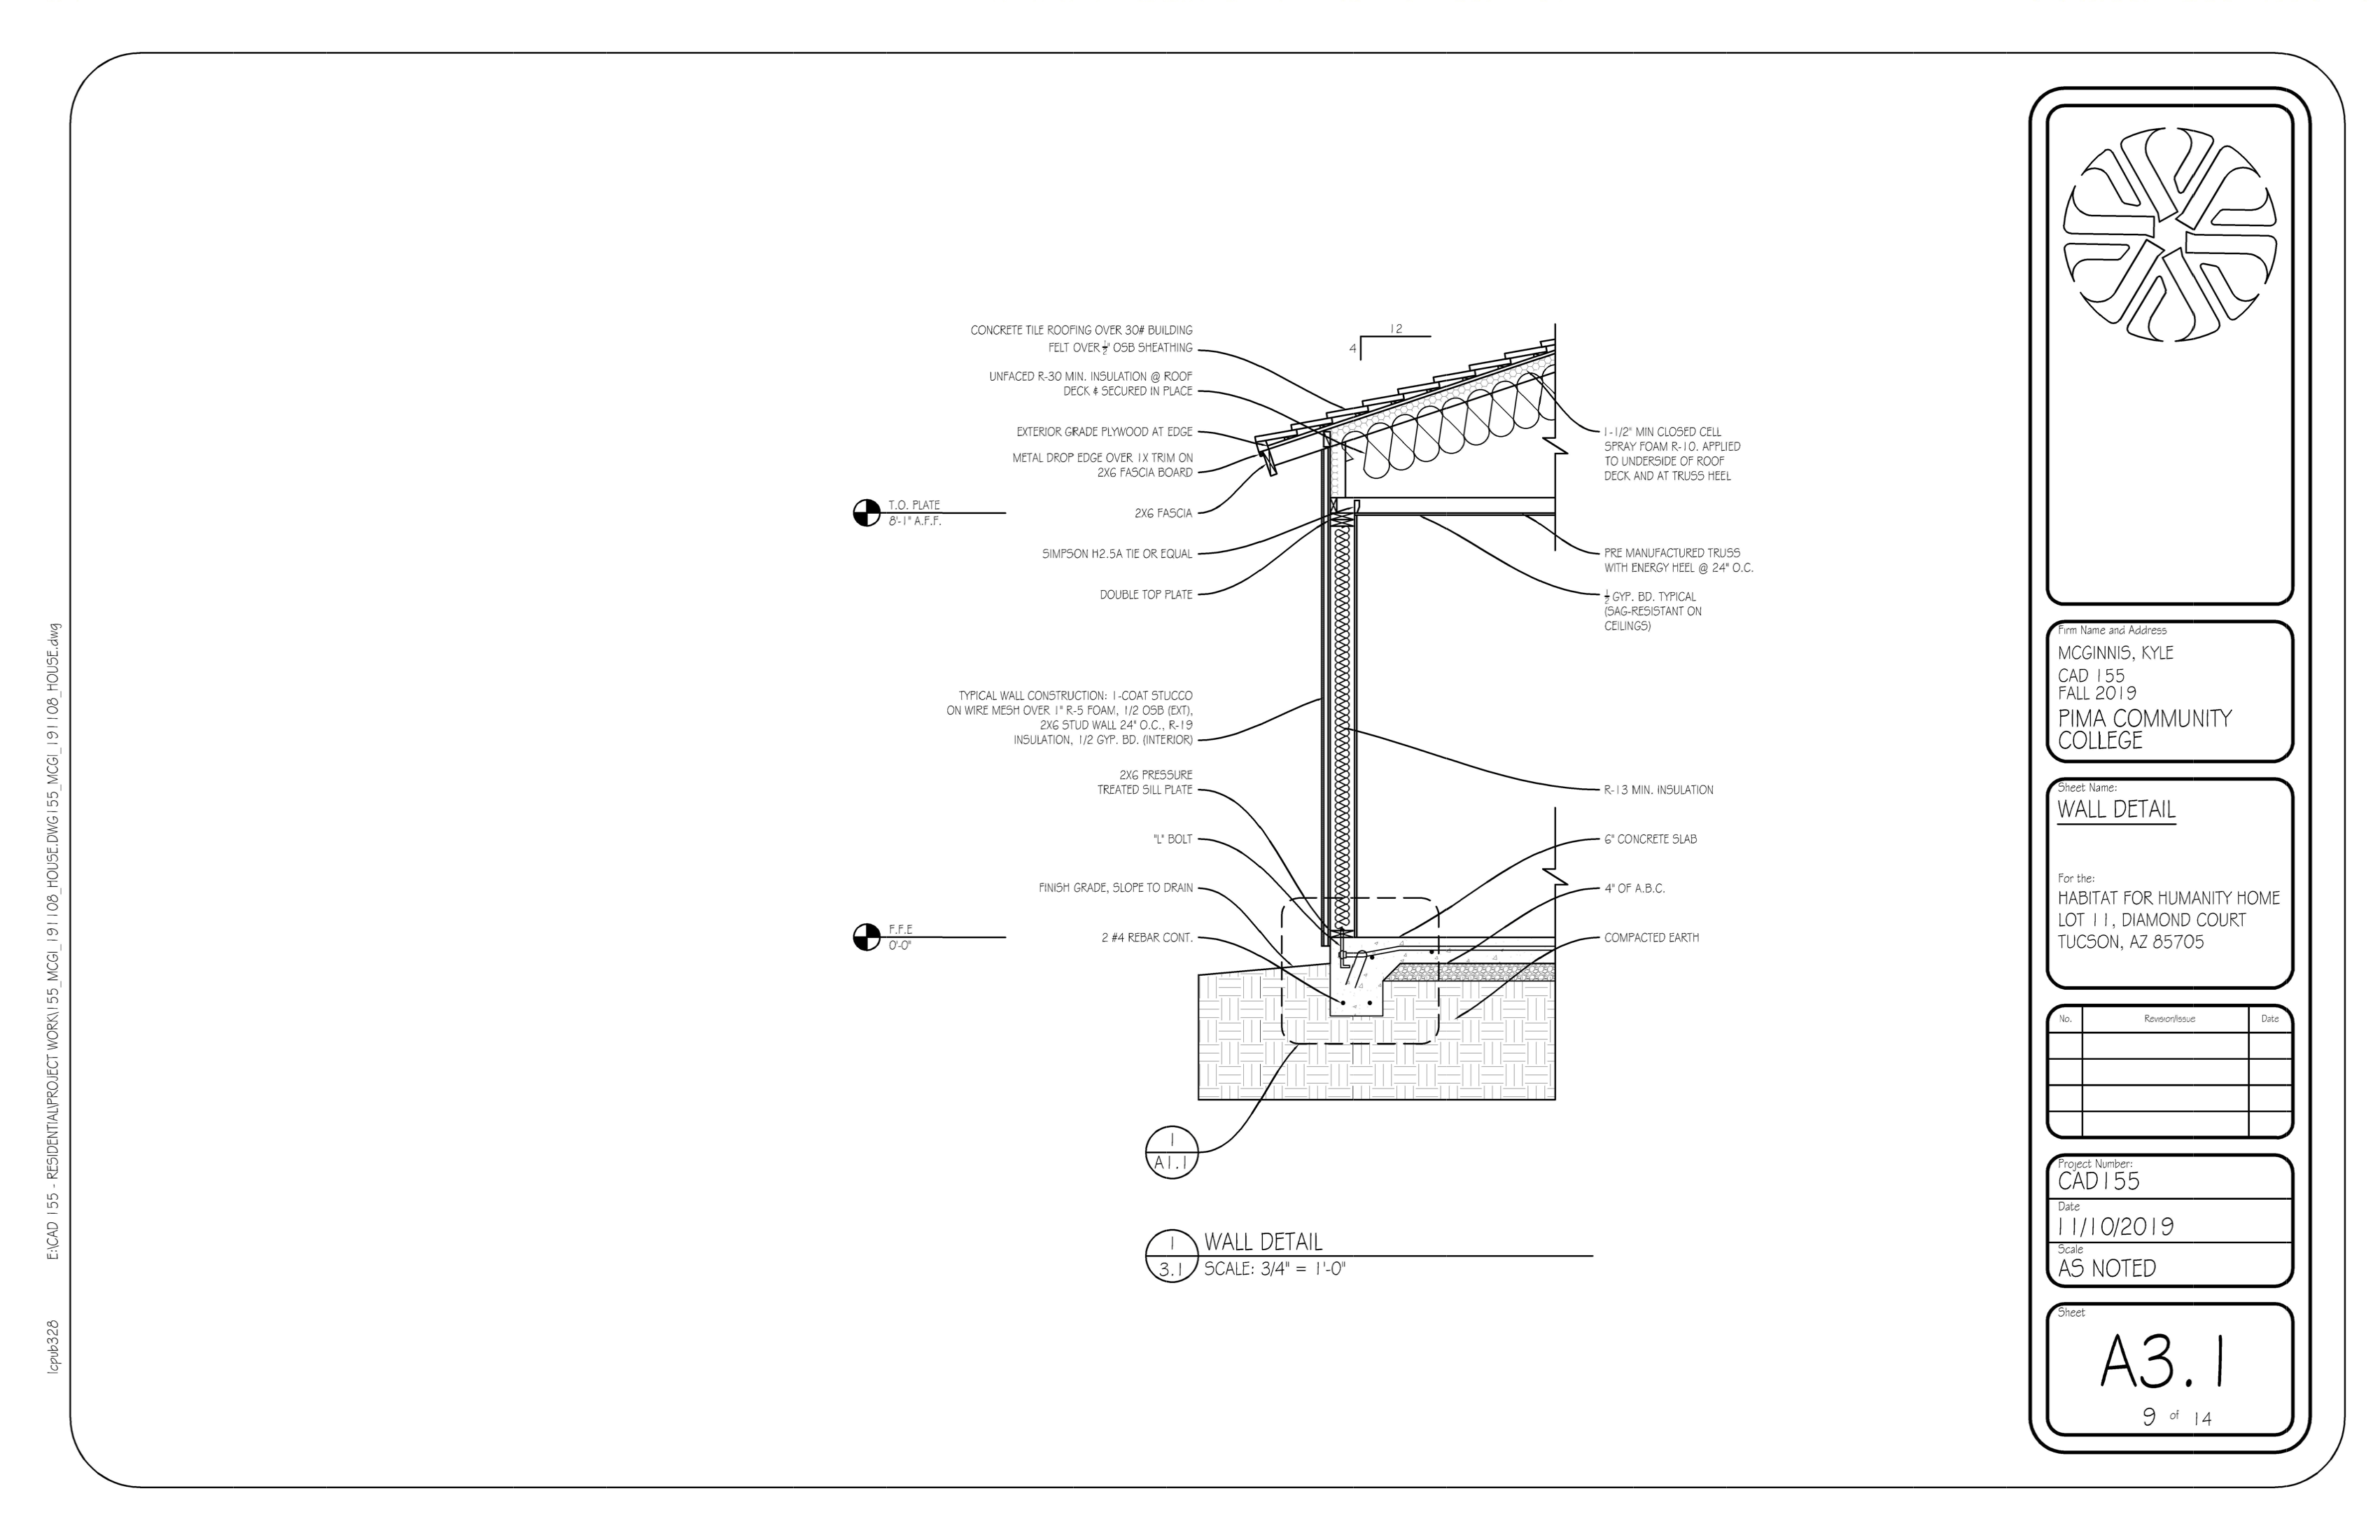 CONCRETE TILE ROOFING OVER 30# BUILDING
FELT OVER 1/2" OSB SHEATHING
UNFACED R-30 MIN. INSULATION @ ROOF
DECK & SECURED IN PLACE
EXTERIOR GRADE PLYWOOD AT EDGE
METAL DROP EDGE OVER 1X TRIM ON
2X6 FASCIA BOARD
T.O. PLATE
8'-1" A.F.F.
2X6 FASCIA
SIMPSON H2.5A TIE OR EQUAL
DOUBLE TOP PLATE
TYPICAL WALL CONSTRUCTION: 1-COAT STUCCO
ON WIRE MESH OVER 1" R-5 FOAM, 1/2 OSB (EXT),
2X6 STUD WALL 24" O.C., R-19
INSULATION, 1/2 GYP. BD. (INTERIOR)
2X6 PRESSURE
TREATED SILL PLATE
"L" BOLT
FINISH GRADE, SLOPE TO DRAIN
F.F.E
0'-0"
2 #4 REBAR CONT.
12
4
1-1/2" MIN CLOSED CELL
SPRAY FOAM R-10. APPLIED
TO UNDERSIDE OF ROOF
DECK AND AT TRUSS HEEL
PRE MANUFACTURED TRUSS
WITH ENERGY HEEL @ 24" O.C.
1/2 GYP. BD. TYPICAL
(SAG-RESISTANT ON
CEILINGS)
R-13 MIN. INSULATION
6" CONCRETE SLAB
4" OF A.B.C.
COMPACTED EARTH
1
A1.1
1
3.1
WALL DETAIL
SCALE: 3/4" = 1'-0"
E:\CAD 155 - RESIDENTIAL\PROJECT WORK\155_MCGI_191108_HOUSE.DWG155_MCGI_191108_HOUSE.dwg
lcpub328
Firm Name and Address
MCGINNIS, KYLE
CAD 155
FALL 2019
PIMA COMMUNITY
COLLEGE
Sheet Name:
WALL DETAIL
For the:
HABITAT FOR HUMANITY HOME
LOT 11, DIAMOND COURT
TUCSON, AZ 85705
No. Revision/Issue Date
Project Number:
CAD155
Date
11/10/2019
Scale
AS NOTED
Sheet
A3.1
9 of 14